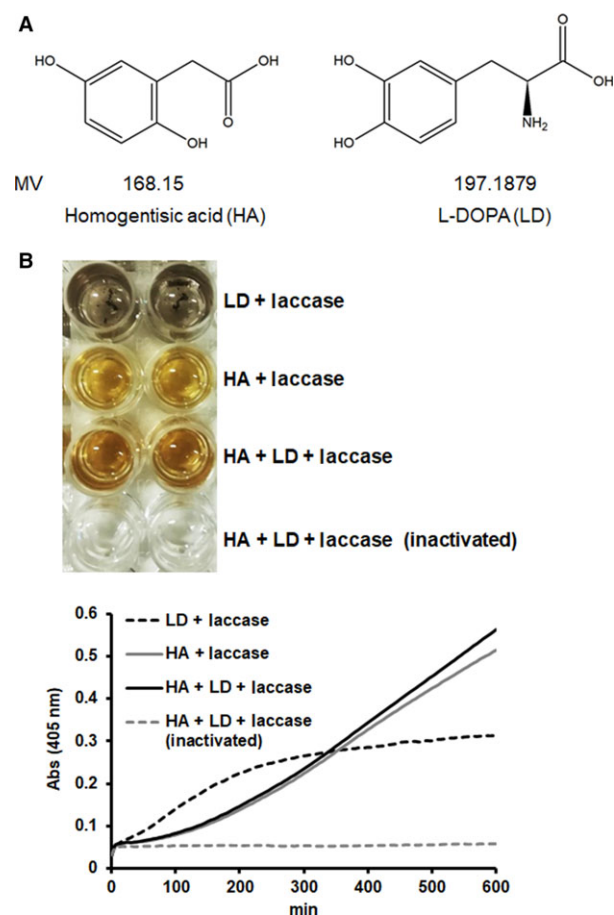 A
HO
OH
O
OH
HO
HO
O
OH
NH2
MV 168.15 197.1879
Homogentisic acid (HA) L-DOPA (LD)
B
LD + laccase
HA + laccase
HA + LD + laccase
HA + LD + laccase (inactivated)
0.6
0.5
0.4
0.3
0.2
0.1
0
Abs (405 nm)
LD + laccase
HA + laccase
HA + LD + laccase
HA + LD + laccase
(inactivated)
0 100 200 300 400 500 600
min